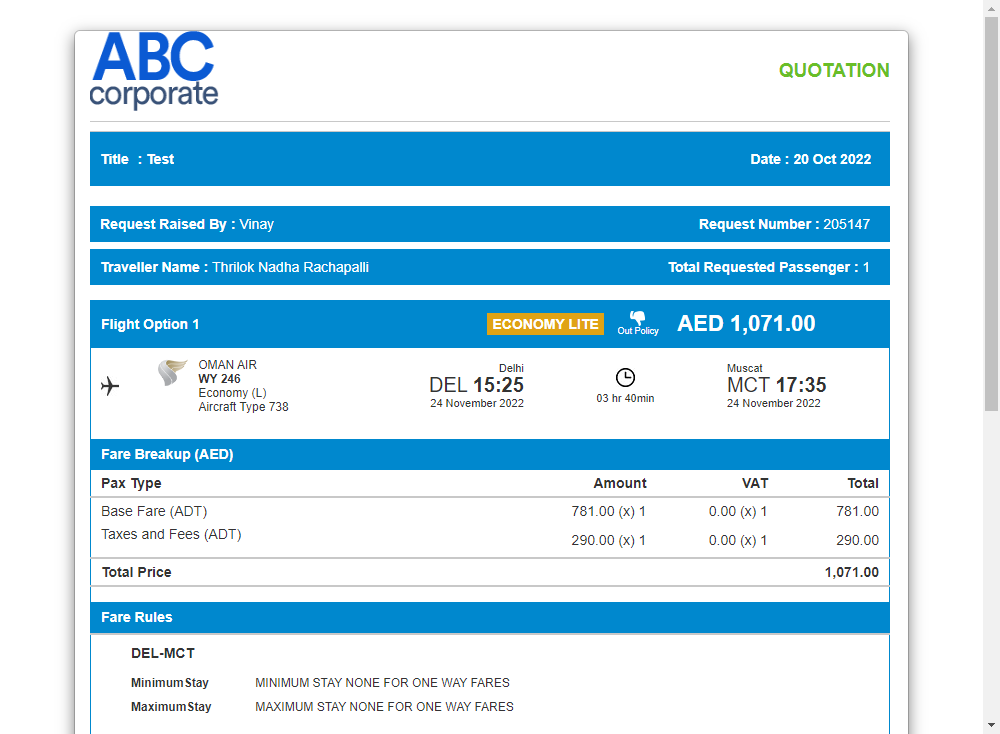 ABC
corporate
QUOTATION
Title : Test
Date : 20 Oct 2022
Request Raised By : Vinay
Request Number : 205147
Traveller Name : Thrilok Nadha Rachapalli
Total Requested Passenger : 1
Flight Option 1
ECONOMY LITE
Out Policy
AED 1,071.00
OMAN AIR
WY 246
Economy (L)
Aircraft Type 738
Delhi
DEL 15:25
24 November 2022
03 hr 40min
Muscat
MCT 17:35
24 November 2022
Fare Breakup (AED)
Pax Type Amount VAT Total
Base Fare (ADT) 781.00 (x) 1 0.00 (x) 1 781.00
Taxes and Fees (ADT) 290.00 (x) 1 0.00 (x) 1 290.00
Total Price 1,071.00
Fare Rules
DEL-MCT
MinimumStay MINIMUM STAY NONE FOR ONE WAY FARES
MaximumStay MAXIMUM STAY NONE FOR ONE WAY FARES